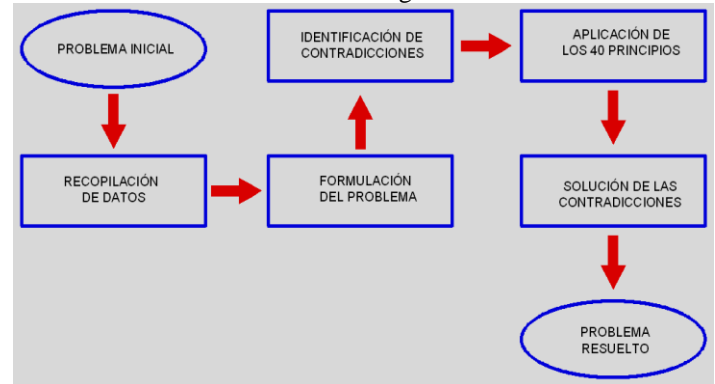 PROBLEMA INICIAL
RECOPILACIÓN
DE DATOS
FORMULACIÓN
DEL PROBLEMA
IDENTIFICACIÓN DE
CONTRADICCIONES
APLICACIÓN DE
LOS 40 PRINCIPIOS
SOLUCIÓN DE LAS
CONTRADICCIONES
PROBLEMA
RESUELTO